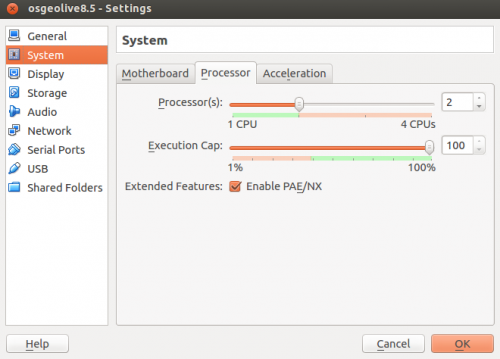 osgeolive8.5 - Settings
General
System
Display
Storage
Audio
Network
Serial Ports
USB
Shared Folders
System
Motherboard Processor Acceleration
Processor(s): 2
1 CPU 4 CPUs
Execution Cap: 100
1% 100%
Extended Features: Enable PAE/NX
Help Cancel OK